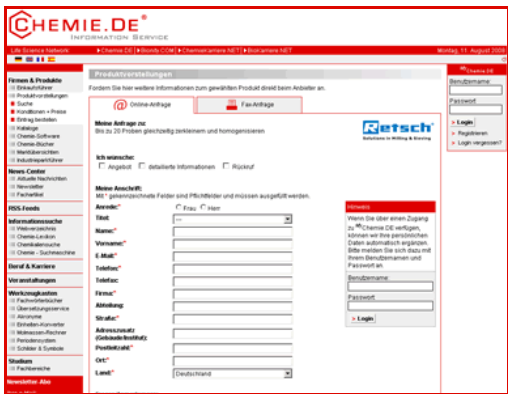 CHEMIE.DE®
INFORMATION SERVICE
Life Science Network: Chemie.DE | Bionity.COM | ChemieKarriere.NET | BioKarriere.NET Montag, 11. August 2008
Firmen & Produkte
Einkaufsführer
Produktvorstellungen
Suche
Konditionen + Preise
Eintrag bestellen
Kataloge
Chemie-Software
Chemie-Bücher
Marktübersichten
Industrieparkführer
News-Center
Aktuelle Nachrichten
Newsletter
Fachartikel
RSS-Feeds
Informationssuche
Webverzeichnis
Chemie-Lexikon
Chemikaliensuche
Chemie - Suchmaschine
Beruf & Karriere
Veranstaltungen
Werkzeugkasten
Fachwörterbücher
Übersetzungsservice
Akronyme
Einheiten-Konverter
Molmassen-Rechner
Periodensystem
Schilder & Symbole
Studium
Fachbereiche
Newsletter-Abo
Produktvorstellungen
Fordern Sie hier weitere Informationen zum gewählten Produkt direkt beim Anbieter an.
Online-Anfrage Fax-Anfrage
Meine Anfrage zu:
Bis zu 20 Proben gleichzeitig zerkleinern und homogenisieren
Retsch®
Solutions in Milling & Sieving
Ich wünsche:
Angebot detailierte Informationen Rückruf
Meine Anschrift:
Mit * gekennzeichnete Felder sind Pflichtfelder und müssen ausgefüllt werden.
Anrede:* Frau Herr
Titel: ---
Name:*
Vorname:*
E-Mail:*
Telefon:*
Telefax:
Firma:*
Abteilung:
Straße:*
Adresszusatz
(Gebäude/Institut):
Postleitzahl:*
Ort:*
Land:* Deutschland
Hinweis
Wenn Sie über einen Zugang
zu Chemie.DE verfügen,
können wir Ihre persönlichen
Daten automatisch ergänzen.
Bitte melden Sie sich dazu mit
Ihrem Benutzernamen und
Passwort an.
Benutzername:
Passwort:
Login
Chemie.DE
Benutzername:
Passwort:
Login
Registrieren
Login vergessen?